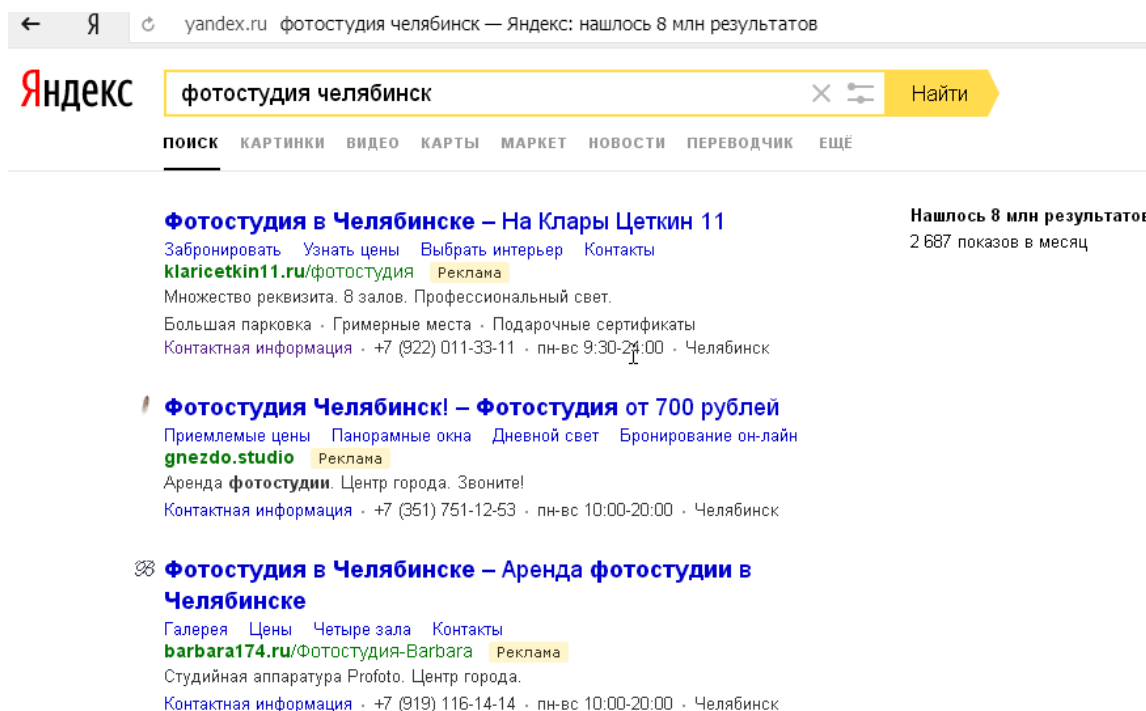 Я yandex.ru фотостудия челябинск — Яндекс: нашлось 8 млн результатов
Яндекс фотостудия челябинск Найти
ПОИСК КАРТИНКИ ВИДЕО КАРТЫ МАРКЕТ НОВОСТИ ПЕРЕВОДЧИК ЕЩЁ
Фотостудия в Челябинске – На Клары Цеткин 11
Забронировать Узнать цены Выбрать интерьер Контакты
klaricetkin11.ru/фотостудия Реклама
Множество реквизита. 8 залов. Профессиональный свет.
Большая парковка · Гримерные места · Подарочные сертификаты
Контактная информация · +7 (922) 011-33-11 · пн-вс 9:30-24:00 · Челябинск
Фотостудия Челябинск! – Фотостудия от 700 рублей
Приемлемые цены Панорамные окна Дневной свет Бронирование он-лайн
gnezdo.studio Реклама
Аренда фотостудии. Центр города. Звоните!
Контактная информация · +7 (351) 751-12-53 · пн-вс 10:00-20:00 · Челябинск
B Фотостудия в Челябинске – Аренда фотостудии в
Челябинске
Галерея Цены Четыре зала Контакты
barbara174.ru/Фотостудия-Barbara Реклама
Студийная аппаратура Profoto. Центр города.
Контактная информация · +7 (919) 116-14-14 · пн-вс 10:00-20:00 · Челябинск
Нашлось 8 млн результатов
2 687 показов в месяц